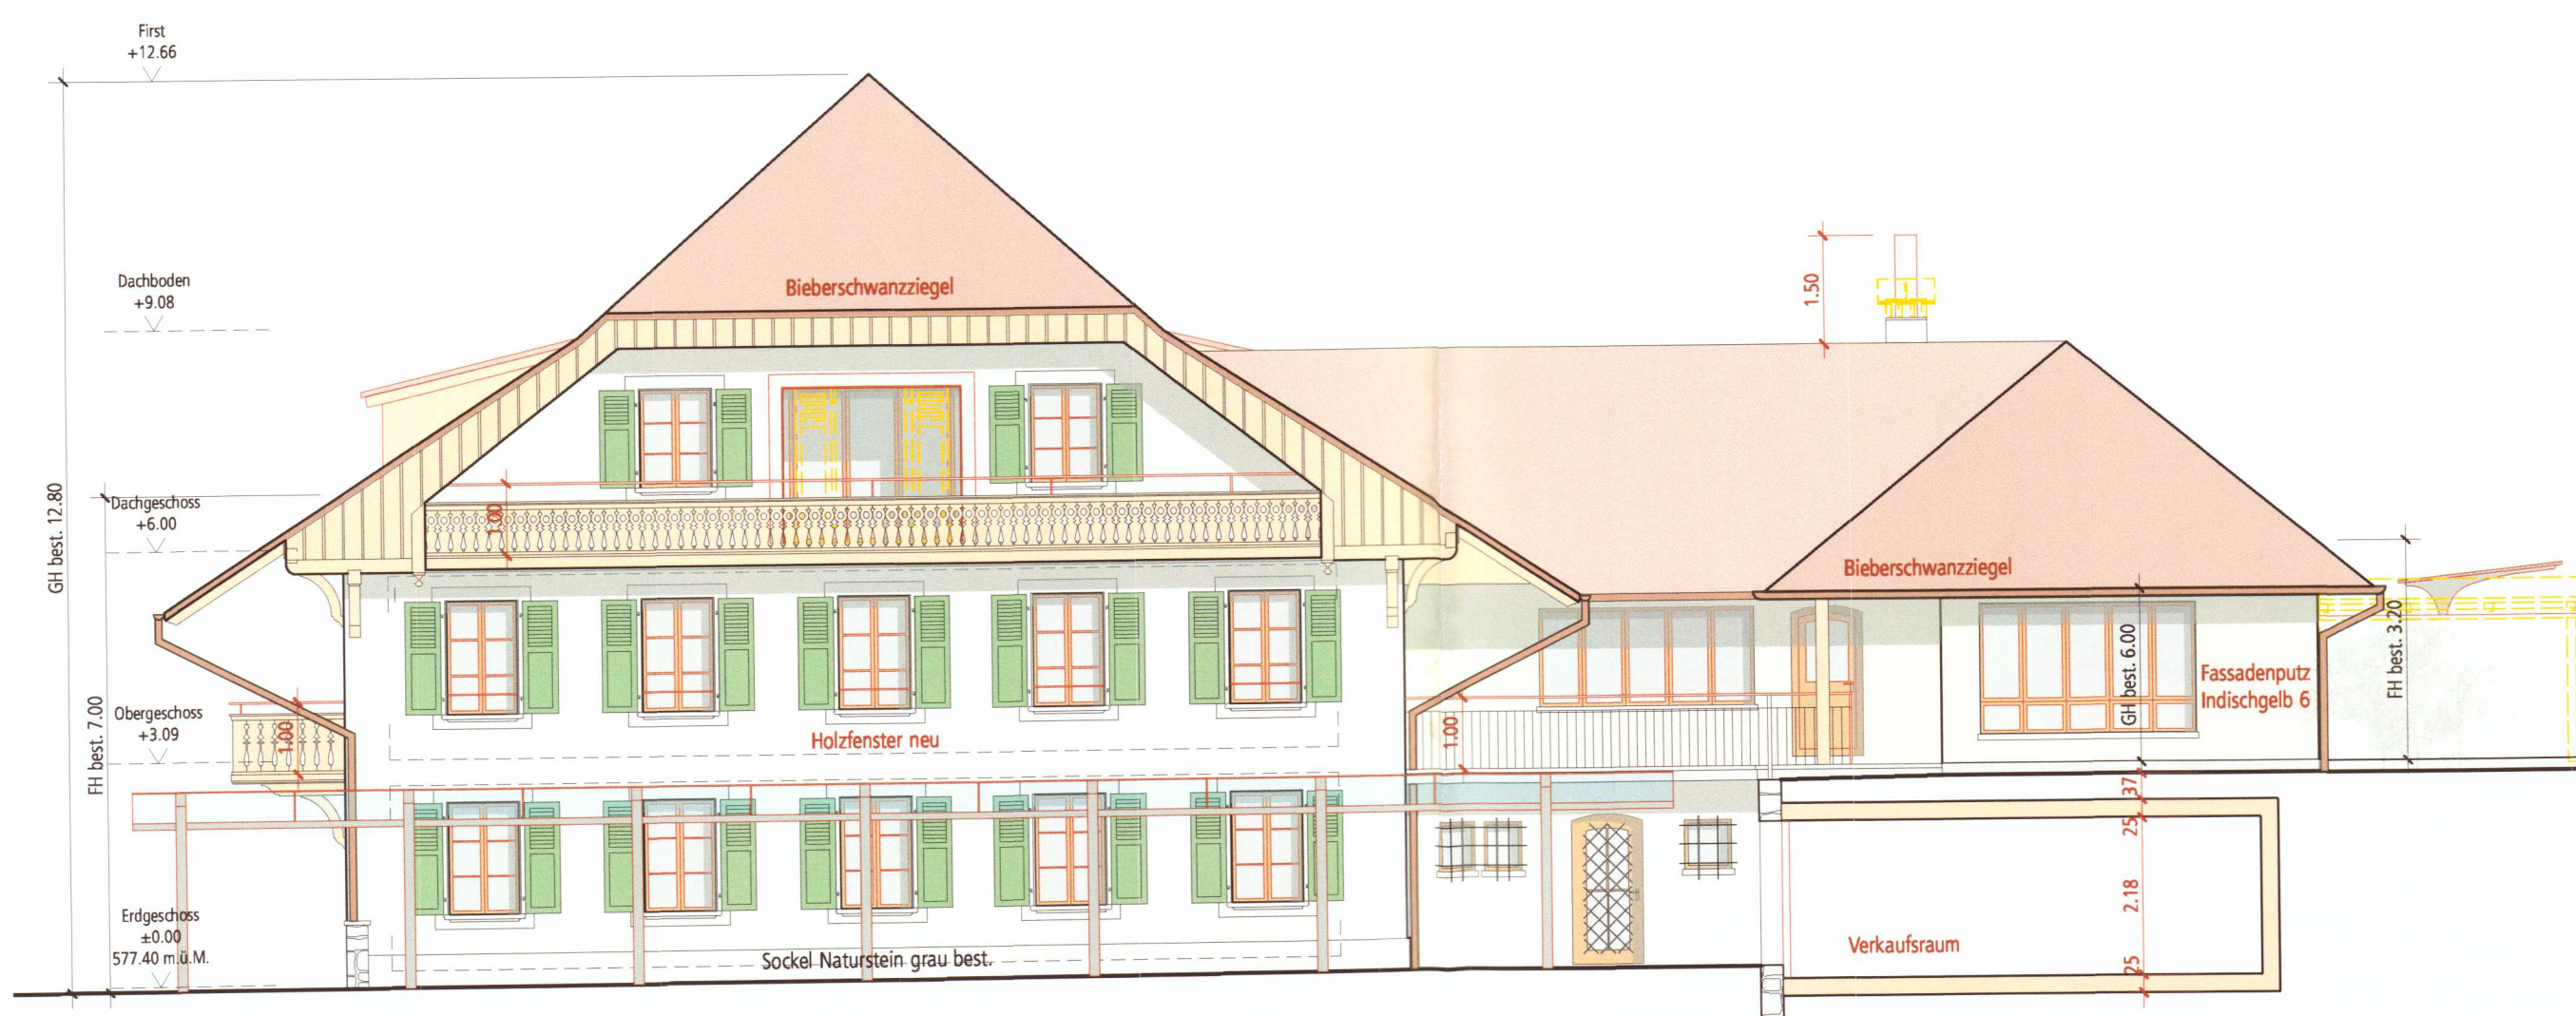 First
+12.66
Dachboden
+9.08
Bieberschwanzziegel
1.50
GH best. 12.80
Dachgeschoss
+6.00
1.00
Bieberschwanzziegel
FH best. 3.20
GH best. 6.00
Fassadenputz
Indischgelb 6
FH best. 7.00
Obergeschoss
+3.09
1.00
Holzfenster neu
1.00
37
25
2.18
25
Verkaufsraum
Erdgeschoss
±0.00
577.40 m.ü.M.
Sockel Naturstein grau best.